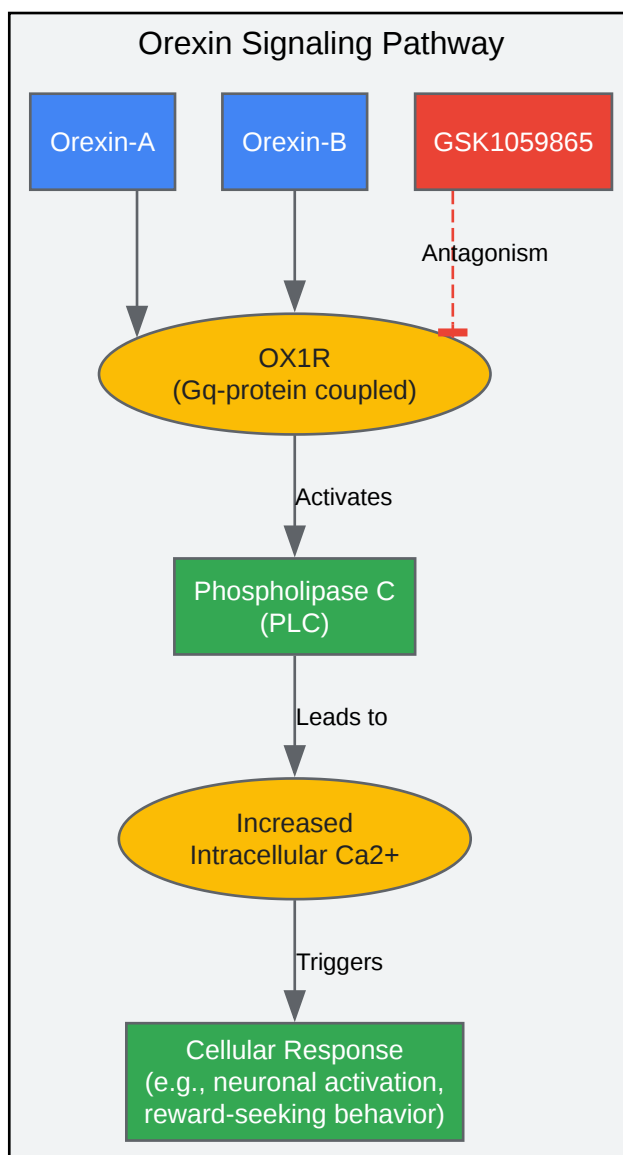 Orexin Signaling Pathway
Orexin-A
Orexin-B
GSK1059865
Antagonism
OX1R
(Gq-protein coupled)
Activates
Phospholipase C
(PLC)
Leads to
Increased
Intracellular Ca2+
Triggers
Cellular Response
(e.g., neuronal activation,
reward-seeking behavior)